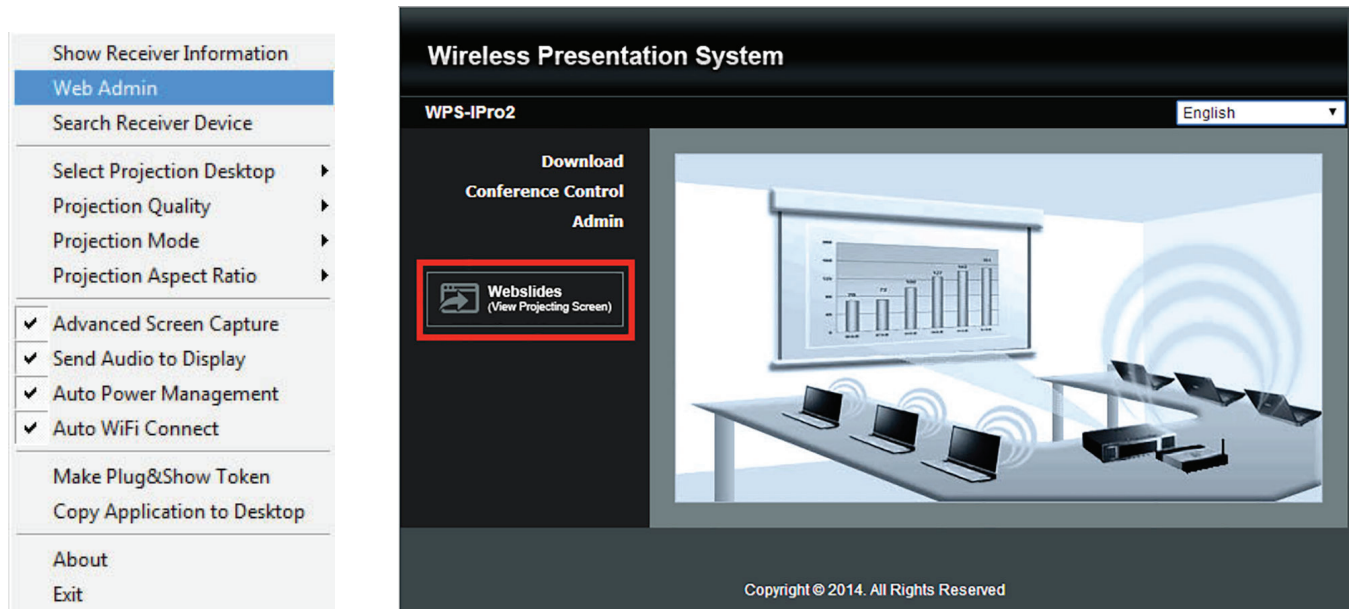 Show Receiver Information
Web Admin
Search Receiver Device
Select Projection Desktop
Projection Quality
Projection Mode
Projection Aspect Ratio
Advanced Screen Capture
Send Audio to Display
Auto Power Management
Auto WiFi Connect
Make Plug&Show Token
Copy Application to Desktop
About
Exit
Wireless Presentation System
WPS-IPro2
English
Download
Conference Control
Admin
Webslides
(View Projecting Screen)
Copyright © 2014. All Rights Reserved